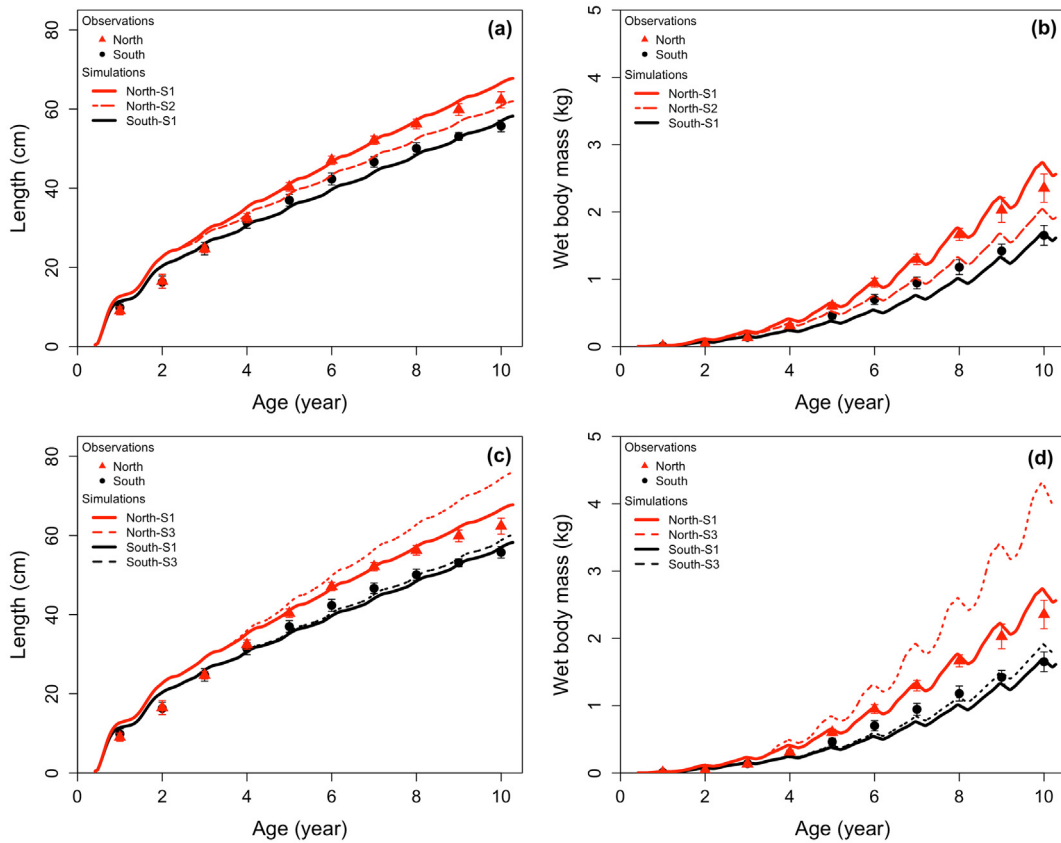 (a)
Observations
North
South
Simulations
North-S1
North-S2
South-S1
0 20 40 60 80
Length (cm)
0 2 4 6 8 10
Age (year)
(b)
Observations
North
South
Simulations
North-S1
North-S2
South-S1
0 1 2 3 4 5
Wet body mass (kg)
0 2 4 6 8 10
Age (year)
(c)
Observations
North
South
Simulations
North-S1
North-S3
South-S1
South-S3
0 20 40 60 80
Length (cm)
0 2 4 6 8 10
Age (year)
(d)
Observations
North
South
Simulations
North-S1
North-S3
South-S1
South-S3
0 1 2 3 4 5
Wet body mass (kg)
0 2 4 6 8 10
Age (year)